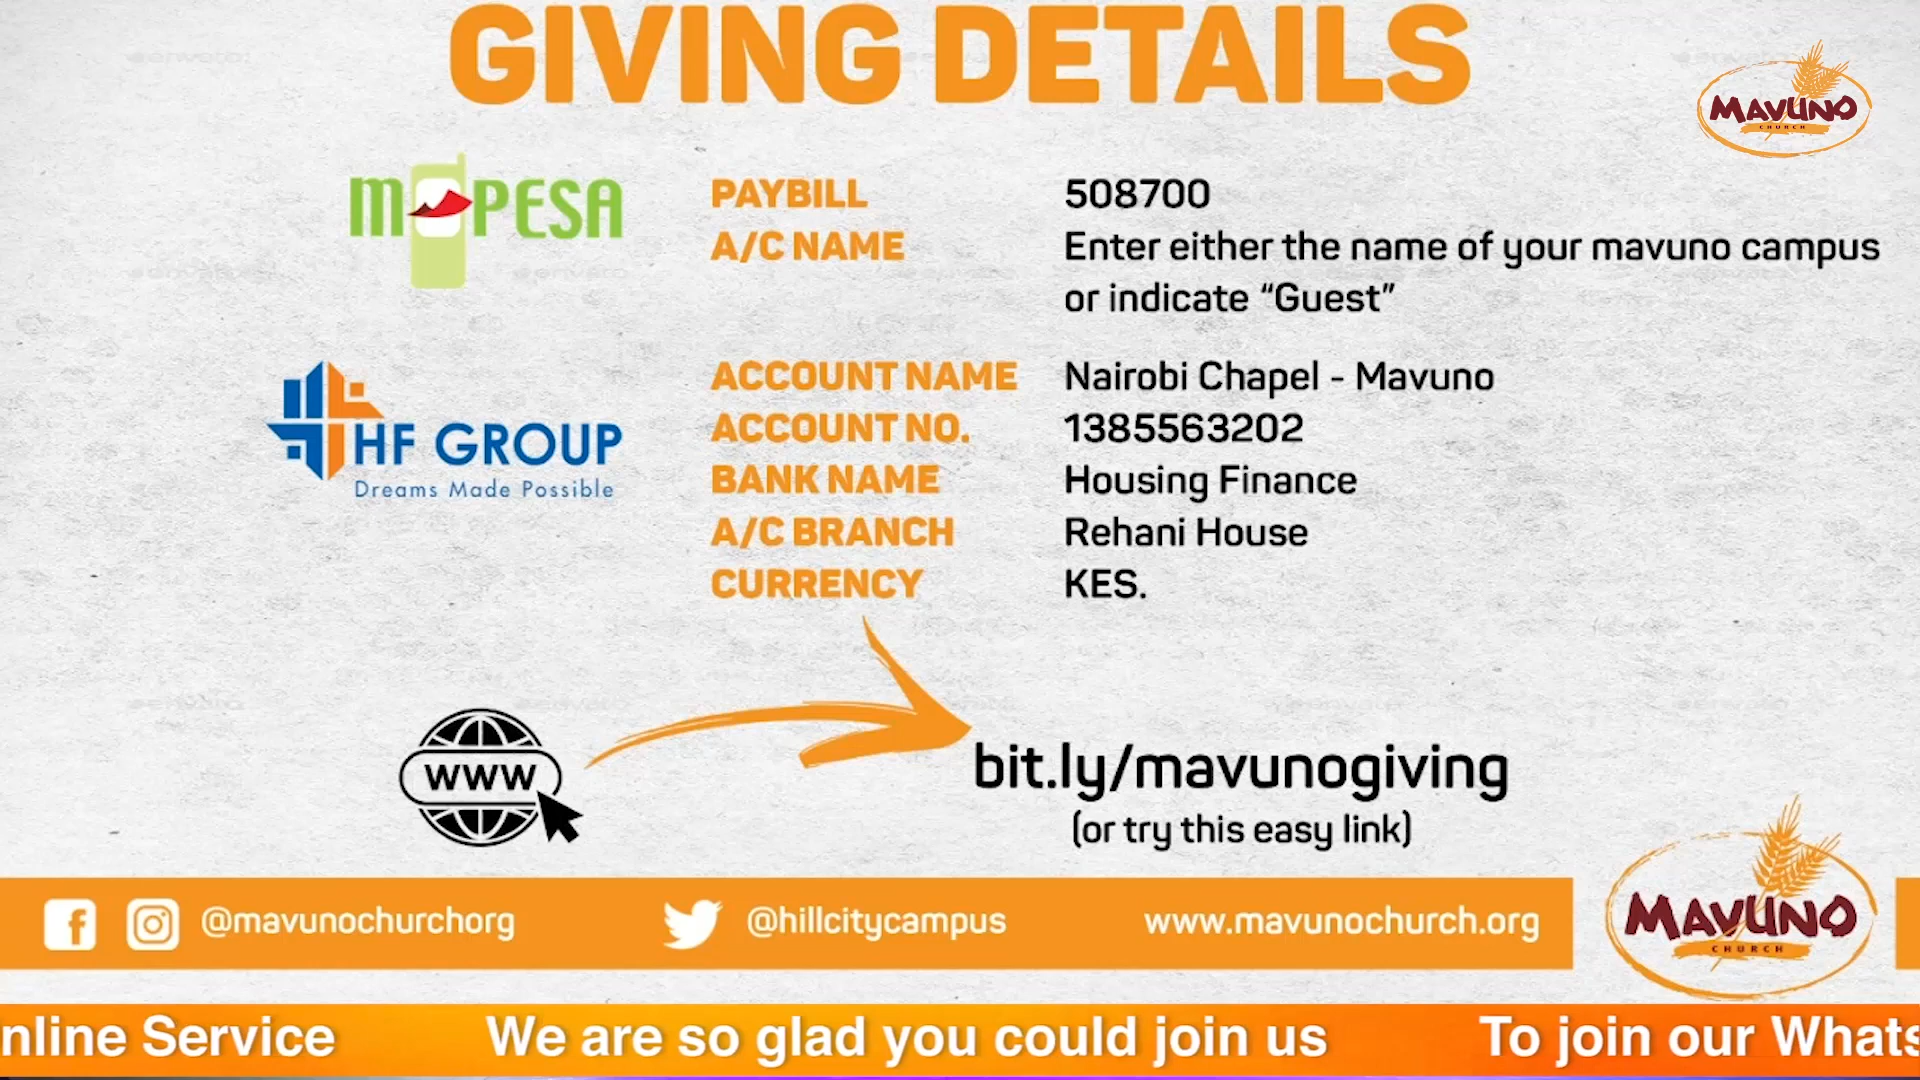 GIVING DETAILS
MAVUNO
CHURCH
M PESA
PAYBILL 508700
A/C NAME Enter either the name of your mavuno campus
or indicate “Guest”
HF GROUP
Dreams Made Possible
ACCOUNT NAME Nairobi Chapel - Mavuno
ACCOUNT NO. 1385563202
BANK NAME Housing Finance
A/C BRANCH Rehani House
CURRENCY KES.
www
bit.ly/mavunogiving
(or try this easy link)
@mavunochurchorg @hillcitycampus www.mavunochurch.org
MAVUNO
CHURCH
nline Service We are so glad you could join us To join our Whats